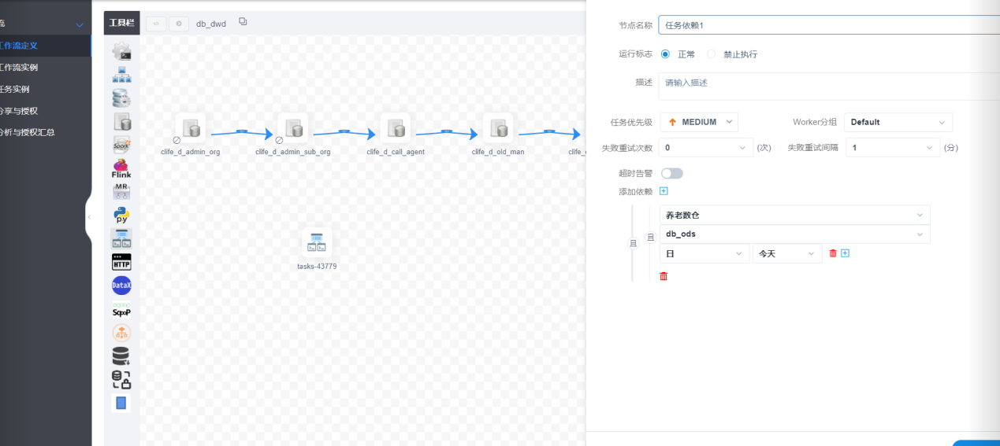 流
工作流定义
工作流实例
任务实例
分享与授权
分析与授权汇总
工具栏
db_dwd
Spark
Flink
MR
py
HTTP
DataX
Sqoop
clife_d_admin_org
clife_d_admin_sub_org
clife_d_call_agent
clife_d_old_man
clife_
tasks-43779
节点名称 任务依赖1
运行标志 正常 禁止执行
描述 请输入描述
任务优先级 MEDIUM Worker分组 Default
失败重试次数 0 (次) 失败重试间隔 1 (分)
超时告警
添加依赖
养老数仓
且 且
db_ods
日 今天